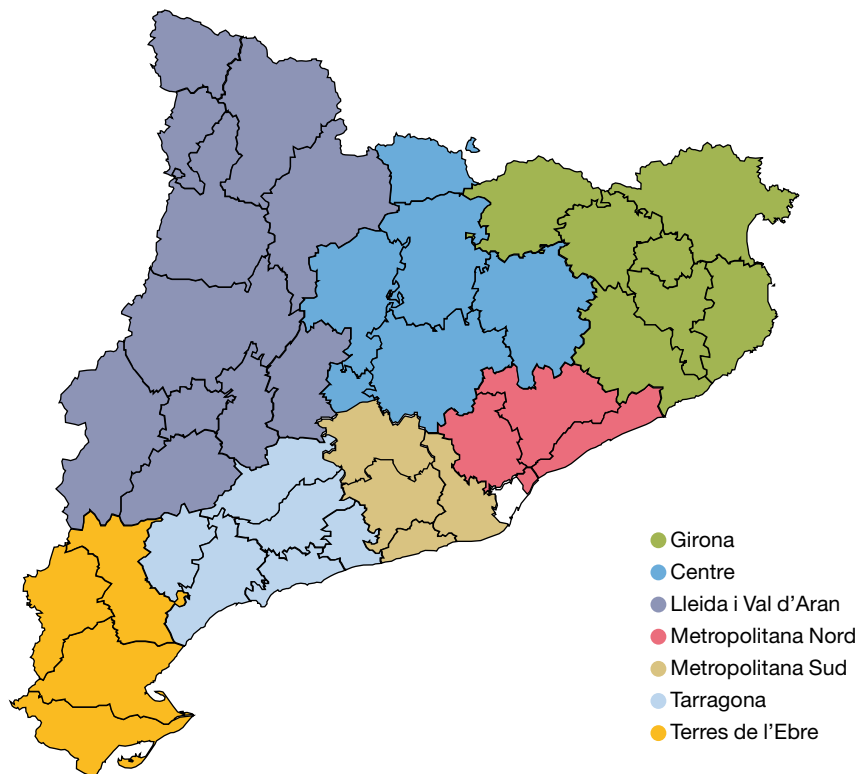 Girona
Centre
Lleida i Val d'Aran
Metropolitana Nord
Metropolitana Sud
Tarragona
Terres de l'Ebre